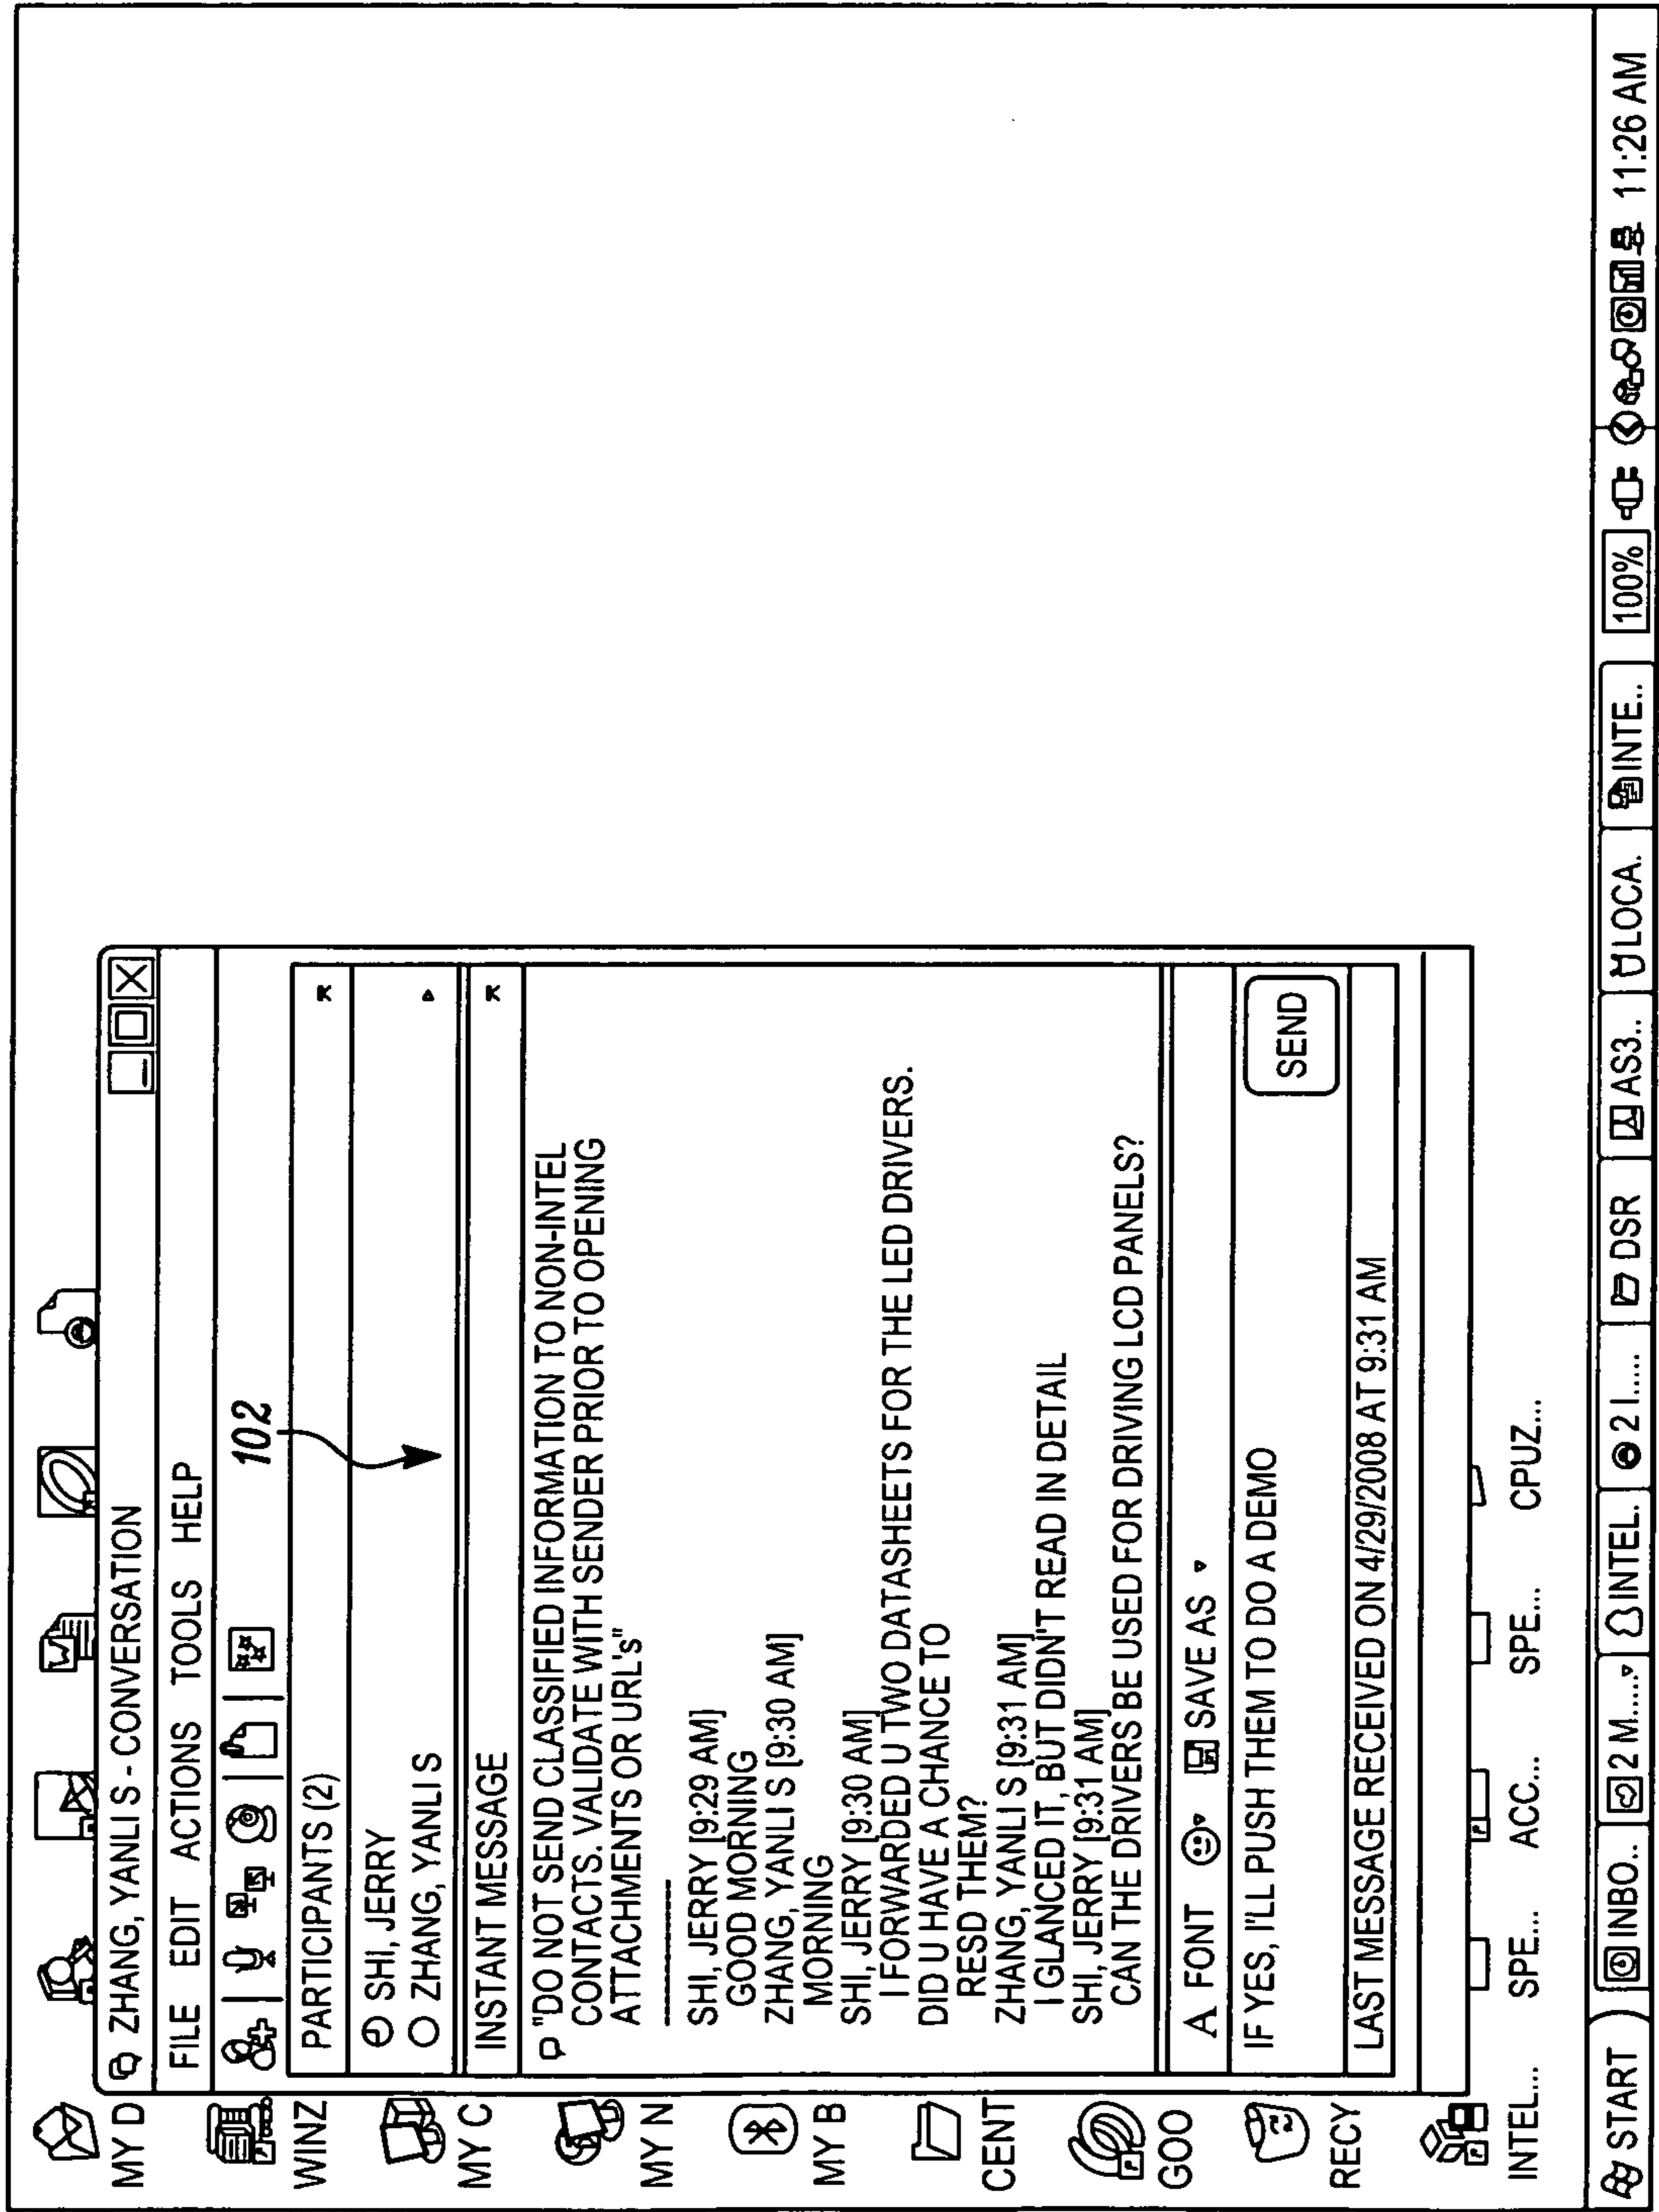 MY D
WINZ
MY C
MY N
MY B
CENT
GOO
RECY
INTEL...
SPE...
ACC...
SPE...
CPUZ...
ZHANG, YANLI S - CONVERSATION
FILE EDIT ACTIONS TOOLS HELP
102
PARTICIPANTS (2)
SHI, JERRY
ZHANG, YANLI S
INSTANT MESSAGE
"DO NOT SEND CLASSIFIED INFORMATION TO NON-INTEL
CONTACTS. VALIDATE WITH SENDER PRIOR TO OPENING
ATTACHMENTS OR URL's"
SHI, JERRY [9:29 AM]
GOOD MORNING
ZHANG, YANLI S [9:30 AM]
MORNING
SHI, JERRY [9:30 AM]
I FORWARDED U TWO DATASHEETS FOR THE LED DRIVERS.
DID U HAVE A CHANCE TO
RESD THEM?
ZHANG, YANLI S [9:31 AM]
I GLANCED IT, BUT DIDN'T READ IN DETAIL
SHI, JERRY [9:31 AM]
CAN THE DRIVERS BE USED FOR DRIVING LCD PANELS?
A FONT SAVE AS
IF YES, I'LL PUSH THEM TO DO A DEMO
SEND
LAST MESSAGE RECEIVED ON 4/29/2008 AT 9:31 AM
START INBO.. 2 M.... INTEL. 2 I..... DSR AS3.. LOCA. INTE.. 100% 11:26 AM